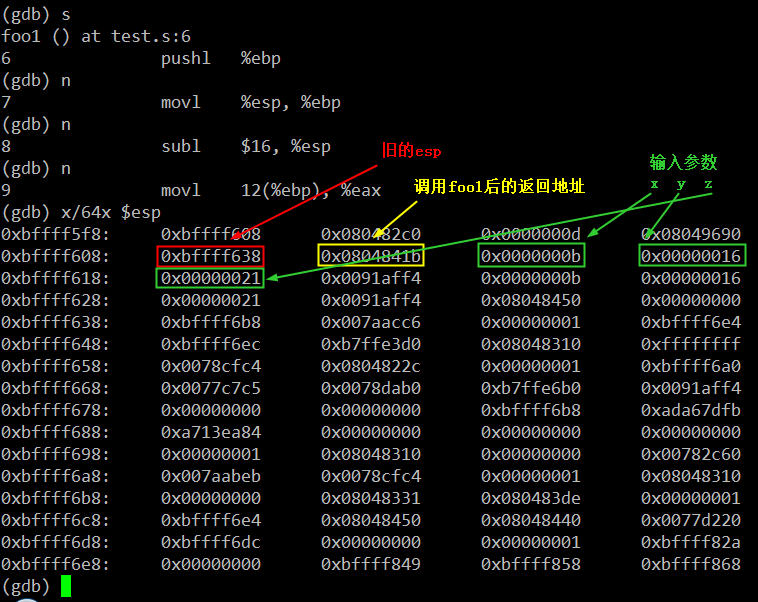 (gdb) s
foo1 () at test.s:6
6 pushl %ebp
(gdb) n
7 movl %esp, %ebp
(gdb) n
8 subl $16, %esp
旧的esp
(gdb) n
输入参数
9 movl 12(%ebp), %eax
调用foo1后的返回地址
x y z
(gdb) x/64x $esp
0xbffff5f8: 0xbffff608 0x080482c0 0x0000000d 0x08049690
0xbffff608: 0xbffff638 0x0804841b 0x0000000b 0x00000016
0xbffff618: 0x00000021 0x0091aff4 0x0000000b 0x00000016
0xbffff628: 0x00000021 0x0091aff4 0x08048450 0x00000000
0xbffff638: 0xbffff6b8 0x007aacc6 0x00000001 0xbffff6e4
0xbffff648: 0xbffff6ec 0xb7ffe3d0 0x08048310 0xffffffff
0xbffff658: 0x0078cfc4 0x0804822c 0x00000001 0xbffff6a0
0xbffff668: 0x0077c7c5 0x0078dab0 0xb7ffe6b0 0x0091aff4
0xbffff678: 0x00000000 0x00000000 0xbffff6b8 0xada67dfb
0xbffff688: 0xa713ea84 0x00000000 0x00000000 0x00000000
0xbffff698: 0x00000001 0x08048310 0x00000000 0x00782c60
0xbffff6a8: 0x007aabeb 0x0078cfc4 0x00000001 0x08048310
0xbffff6b8: 0x00000000 0x08048331 0x080483de 0x00000001
0xbffff6c8: 0xbffff6e4 0x08048450 0x08048440 0x0077d220
0xbffff6d8: 0xbffff6dc 0x00000000 0x00000001 0xbffff82a
0xbffff6e8: 0x00000000 0xbffff849 0xbffff858 0xbffff868
(gdb)